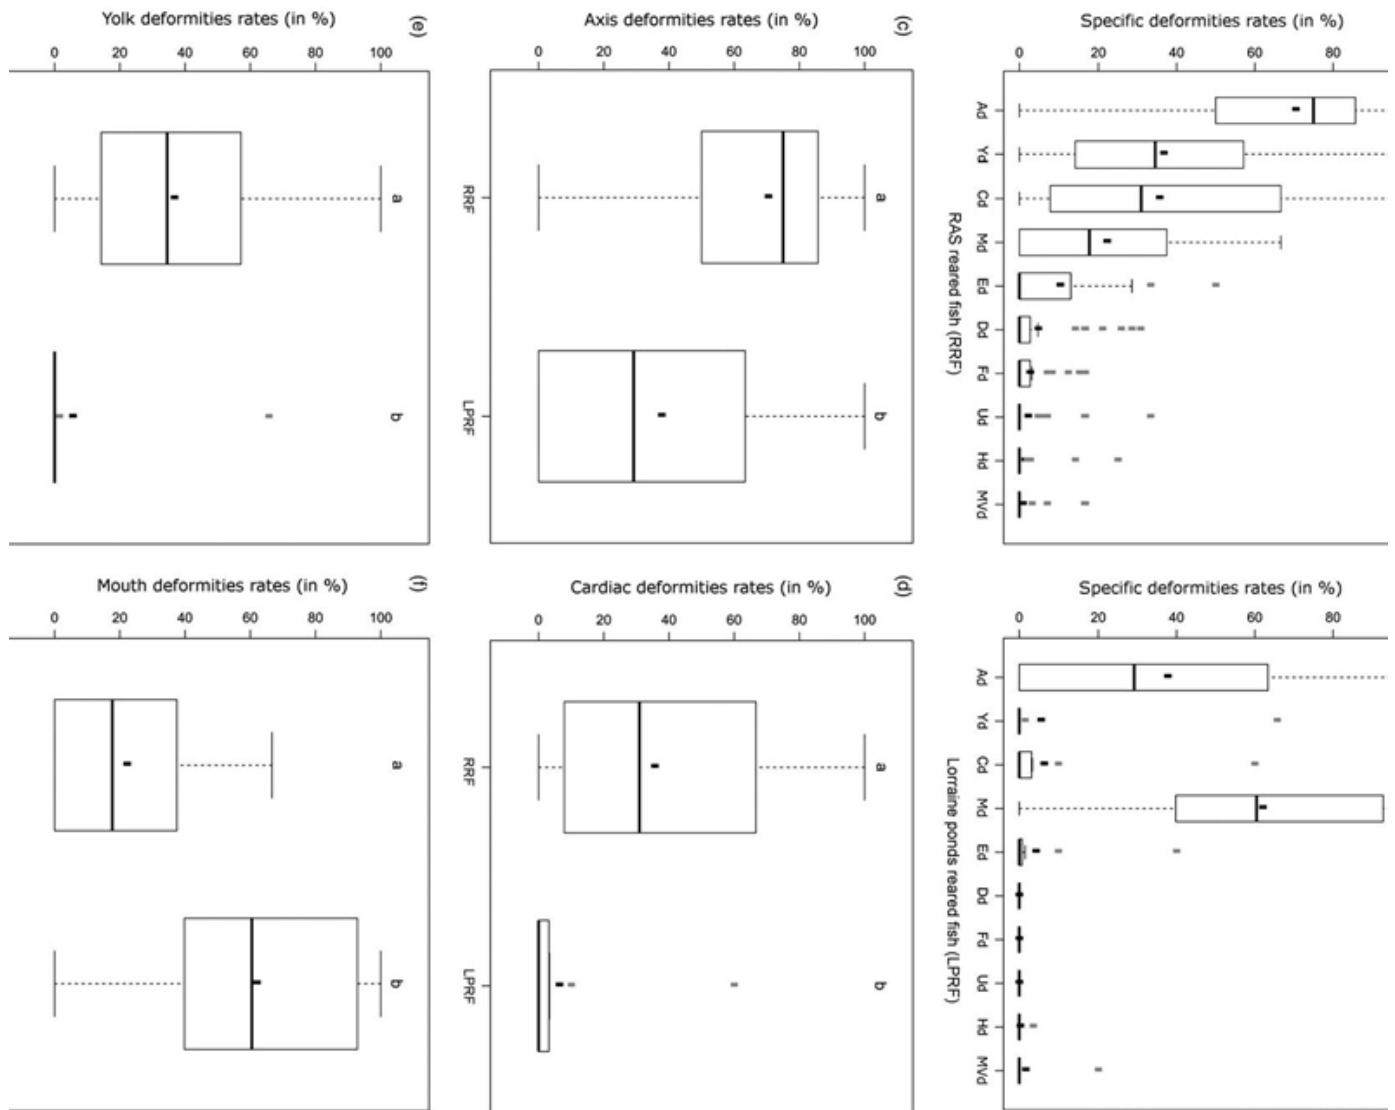 Specific deformities rates (in %)
0 20 40 60 80
Ad Yd Cd Md Ed Dd Fd Ud Hd MVd
RAS reared fish (RRF)
Specific deformities rates (in %)
0 20 40 60 80
Ad Yd Cd Md Ed Dd Fd Ud Hd MVd
Lorraine ponds reared fish (LPRF)
(c)
Axis deformities rates (in %)
0 20 40 60 80 100
a b
RRF LPRF
(d)
Cardiac deformities rates (in %)
0 20 40 60 80 100
a b
RRF LPRF
(e)
Yolk deformities rates (in %)
0 20 40 60 80 100
a b
(f)
Mouth deformities rates (in %)
0 20 40 60 80 100
a b